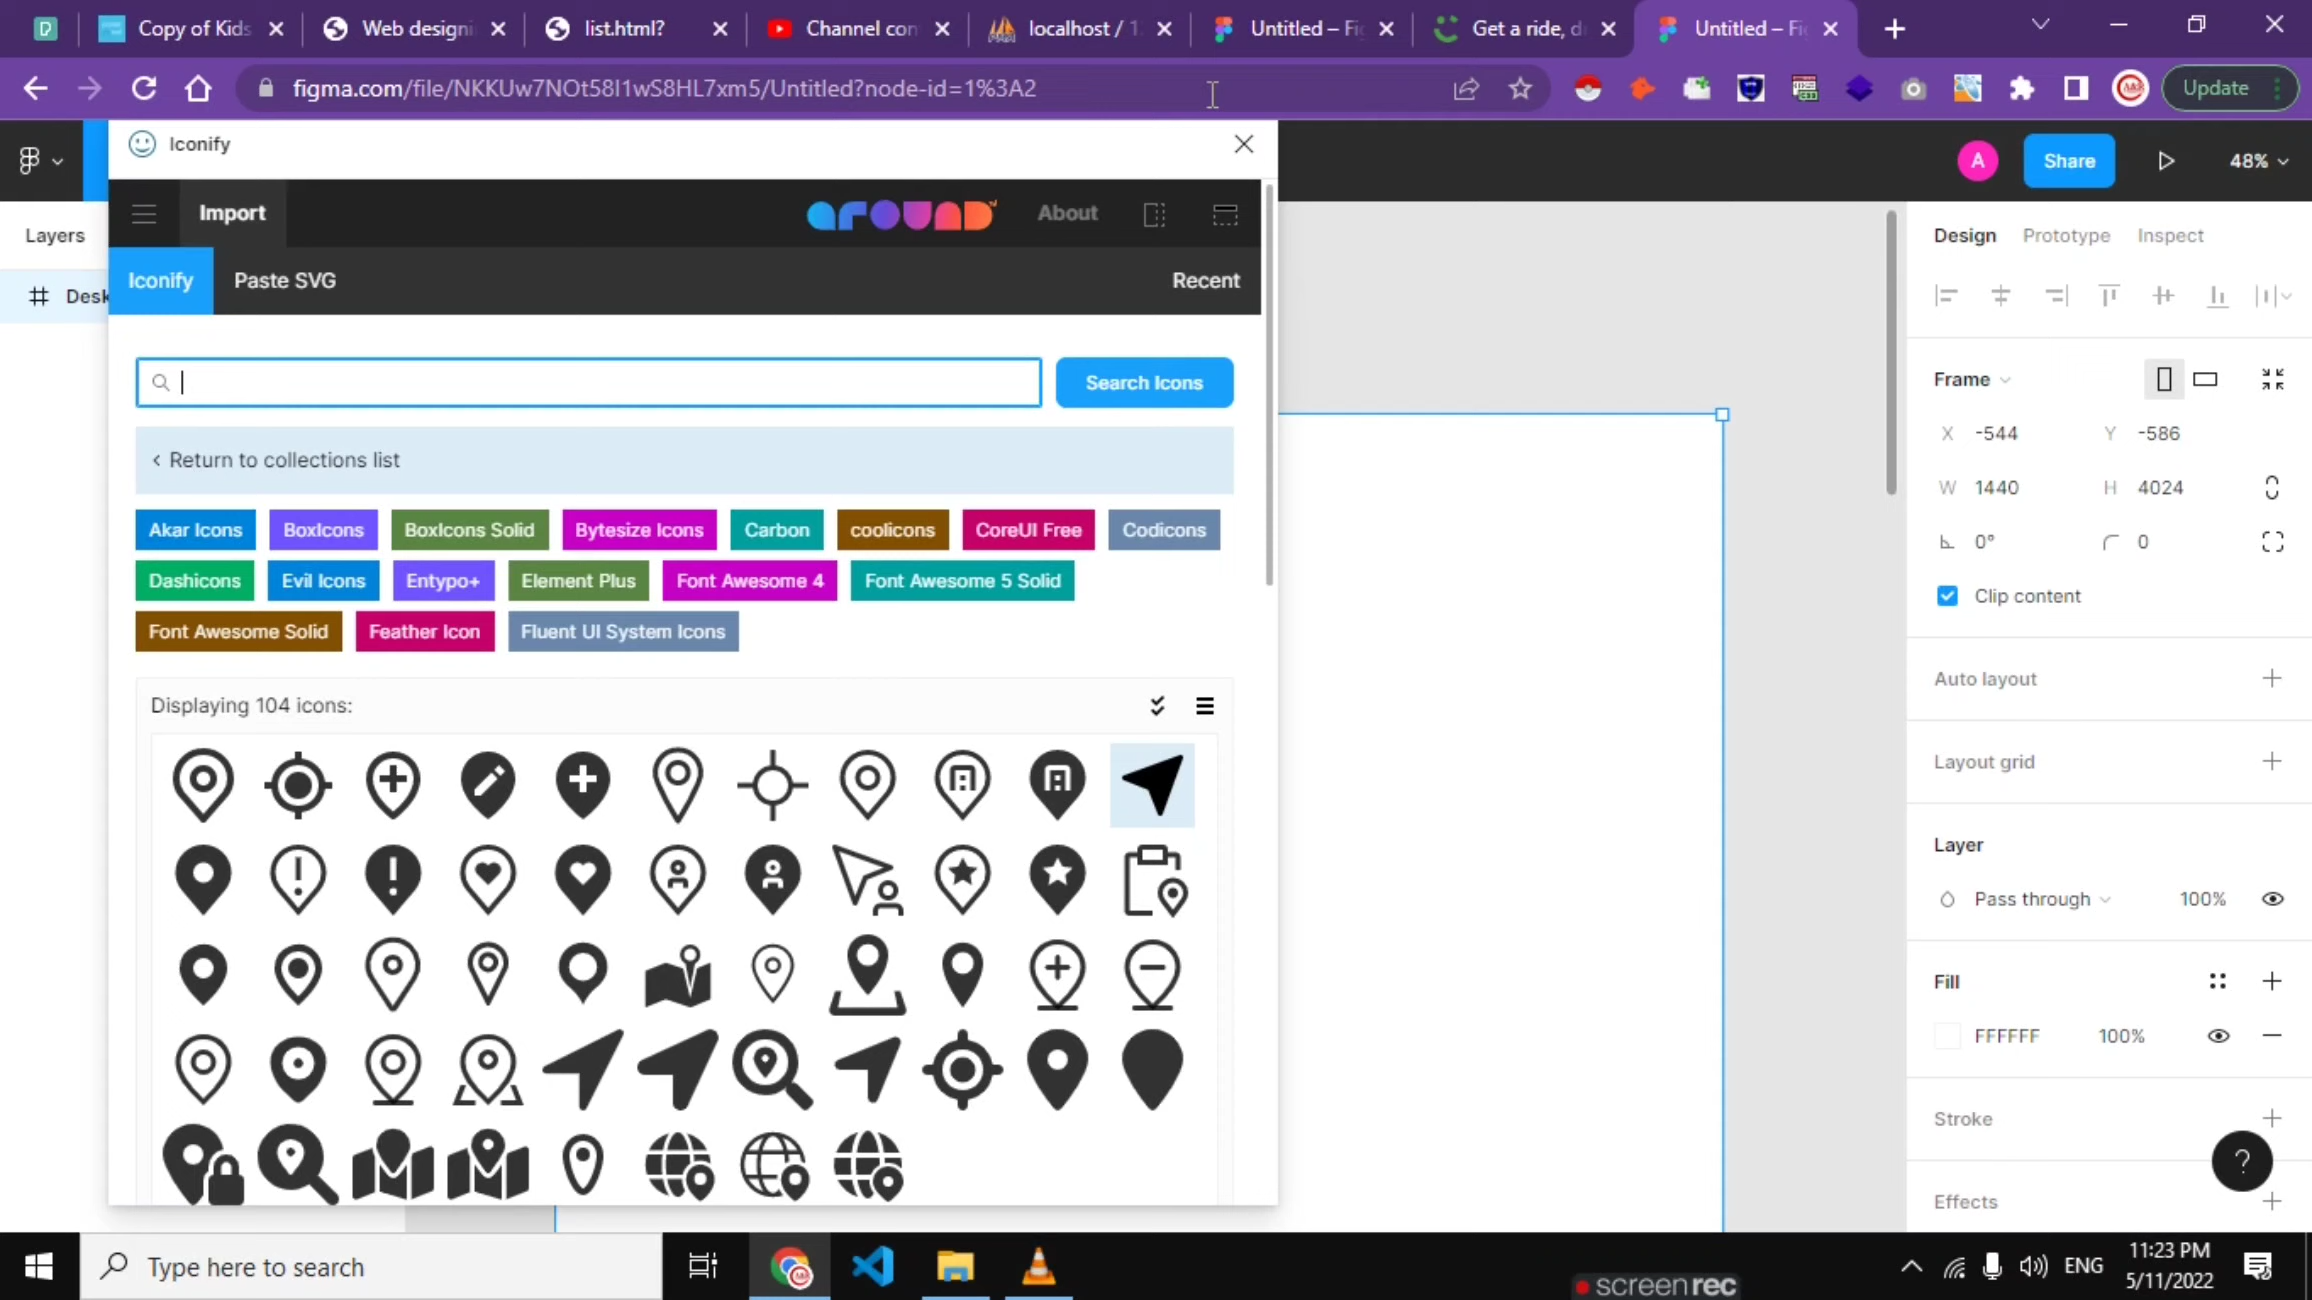 Copy of Kids
Web designi
list.html?
Channel con
localhost / 1
Untitled – Fi
Get a ride, d
Untitled – Fi
figma.com/file/NKKUw7NOt58I1wS8HL7xm5/Untitled?node-id=1%3A2
Update
Iconify
A
Share
48%
Import
around
About
Layers
Design Prototype Inspect
Iconify Paste SVG Recent
Desk
Frame
Search Icons
X -544 Y -586
Return to collections list
W 1440 H 4024
Akar Icons BoxIcons BoxIcons Solid Bytesize Icons Carbon coolicons CoreUI Free Codicons
0° 0
Dashicons Evil Icons Entypo+ Element Plus Font Awesome 4 Font Awesome 5 Solid
Clip content
Font Awesome Solid Feather Icon Fluent UI System Icons
Auto layout
Displaying 104 icons:
Layout grid
Layer
Pass through 100%
Fill
FFFFFF 100%
Stroke
?
Effects
Type here to search
ENG
11:23 PM
5/11/2022
screenrec